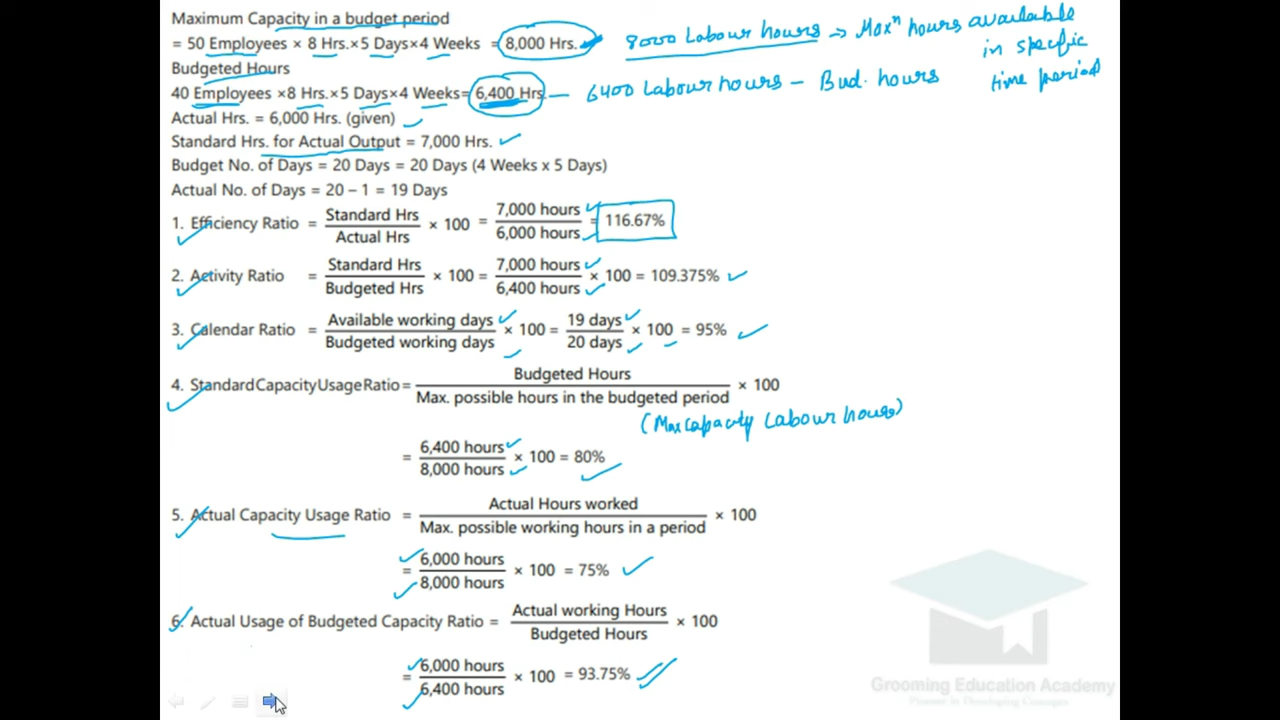 Maximum Capacity in a budget period
= 50 Employees × 8 Hrs.×5 Days×4 Weeks = 8,000 Hrs. 8000 Labour hours → Maxⁿ hours available
in specific
time period
Budgeted Hours
40 Employees ×8 Hrs.×5 Days×4 Weeks= 6,400 Hrs. — 6400 Labour hours – Bud. hours
Actual Hrs. = 6,000 Hrs. (given)
Standard Hrs. for Actual Output = 7,000 Hrs.
Budget No. of Days = 20 Days = 20 Days (4 Weeks x 5 Days)
Actual No. of Days = 20 – 1 = 19 Days
1. Efficiency Ratio = Standard Hrs / Actual Hrs × 100 = 7,000 hours / 6,000 hours = 116.67%
2. Activity Ratio = Standard Hrs / Budgeted Hrs × 100 = 7,000 hours / 6,400 hours × 100 = 109.375%
3. Calendar Ratio = Available working days / Budgeted working days × 100 = 19 days / 20 days × 100 = 95%
4. Standard Capacity Usage Ratio = Budgeted Hours / Max. possible hours in the budgeted period × 100
(Max Capacity Labour hours)
= 6,400 hours / 8,000 hours × 100 = 80%
5. Actual Capacity Usage Ratio = Actual Hours worked / Max. possible working hours in a period × 100
= 6,000 hours / 8,000 hours × 100 = 75%
6. Actual Usage of Budgeted Capacity Ratio = Actual working Hours / Budgeted Hours × 100
= 6,000 hours / 6,400 hours × 100 = 93.75%
Grooming Education Academy
Pioneer in Developing Concepts